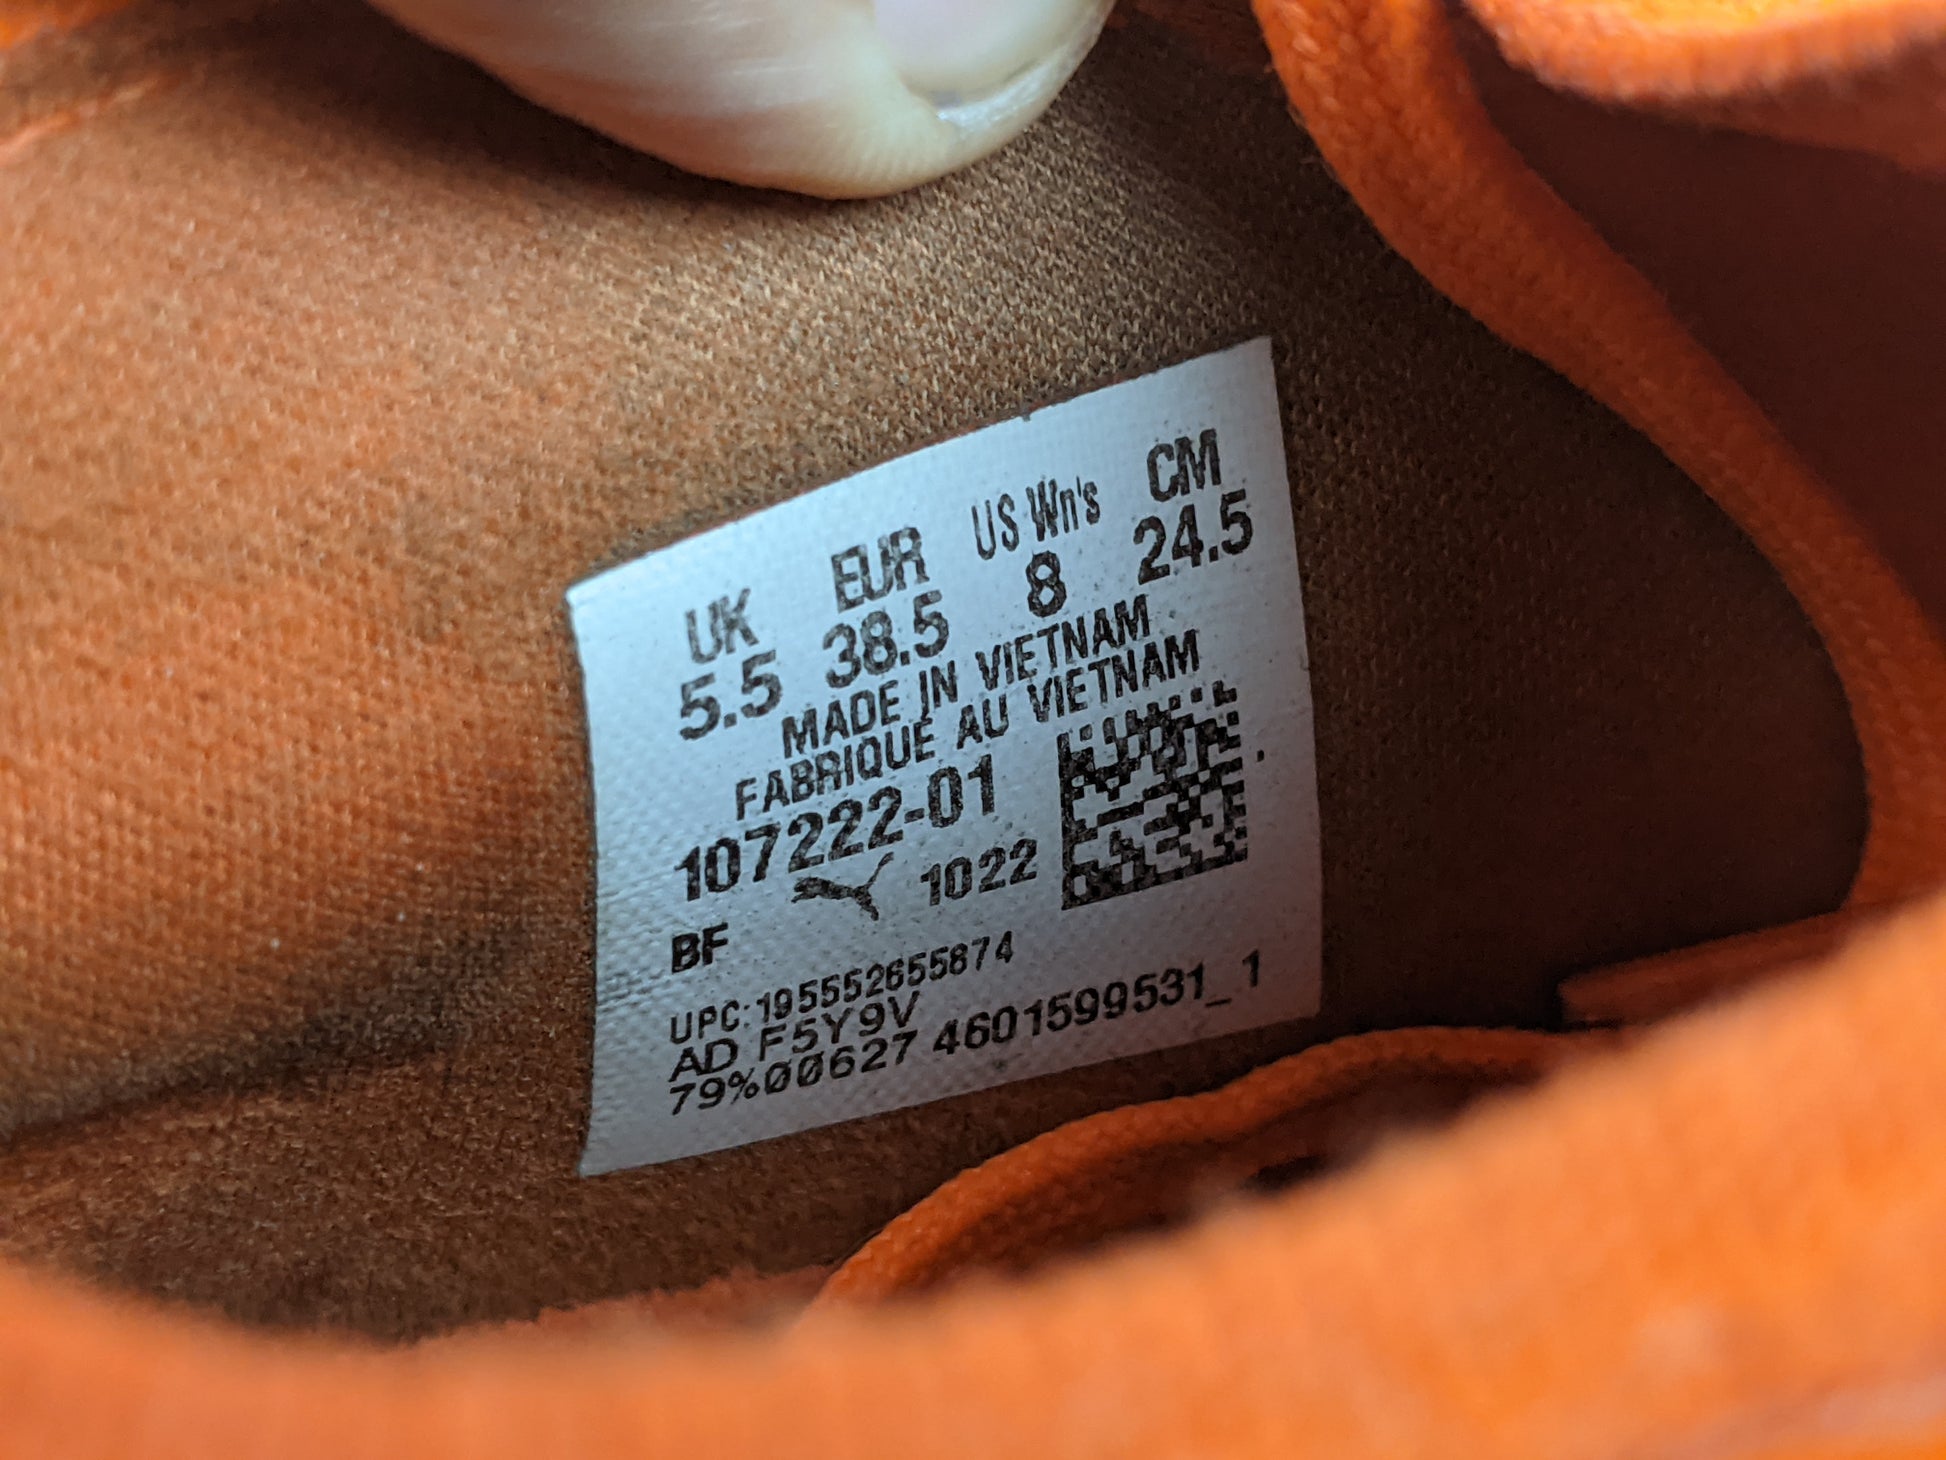 UK EUR US Wn's CM
5.5 38.5 8 24.5
MADE IN VIETNAM
FABRIQUÉ AU VIETNAM
107222-01
BF 1022
UPC:195552655874
AD F5Y9V
79%00627 4601599531_1